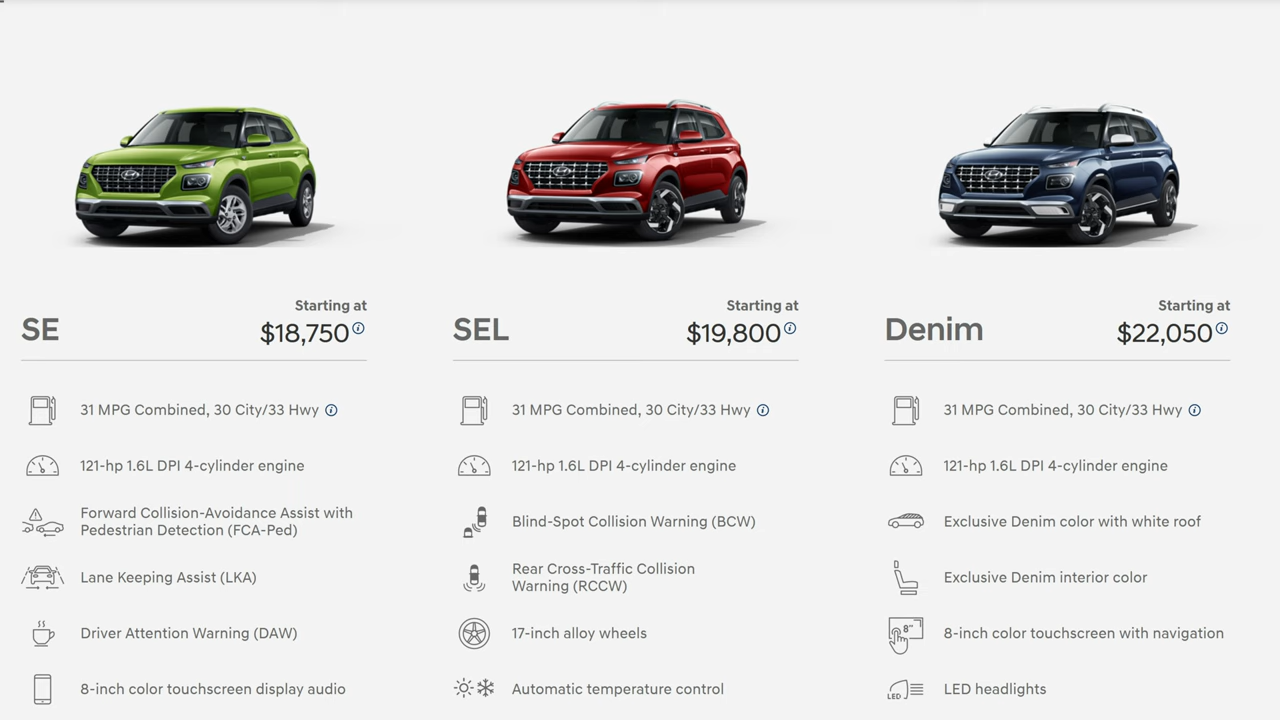 SE
Starting at
$18,750
31 MPG Combined, 30 City/33 Hwy
121-hp 1.6L DPI 4-cylinder engine
Forward Collision-Avoidance Assist with
Pedestrian Detection (FCA-Ped)
Lane Keeping Assist (LKA)
Driver Attention Warning (DAW)
8-inch color touchscreen display audio
SEL
Starting at
$19,800
31 MPG Combined, 30 City/33 Hwy
121-hp 1.6L DPI 4-cylinder engine
Blind-Spot Collision Warning (BCW)
Rear Cross-Traffic Collision
Warning (RCCW)
17-inch alloy wheels
Automatic temperature control
Denim
Starting at
$22,050
31 MPG Combined, 30 City/33 Hwy
121-hp 1.6L DPI 4-cylinder engine
Exclusive Denim color with white roof
Exclusive Denim interior color
8"
8-inch color touchscreen with navigation
LED
LED headlights